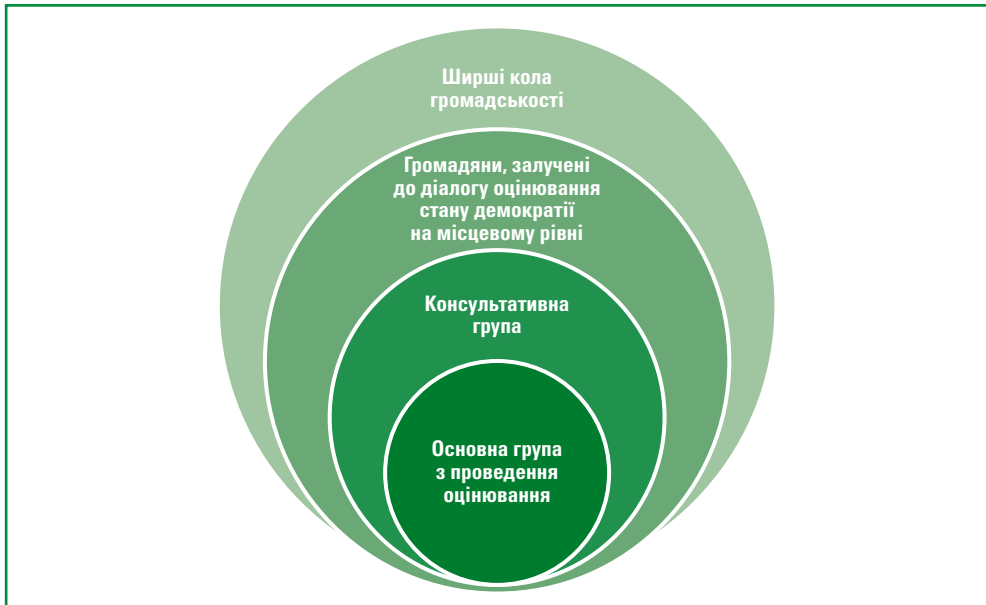 Ширші кола
громадськості
Громадяни, залучені
до діалогу оцінювання
стану демократії
на місцевому рівні
Консультативна
група
Основна група
з проведення
оцінювання